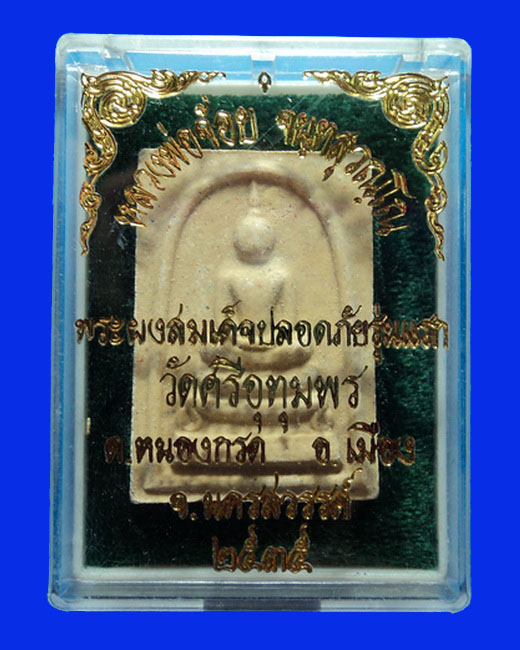 หลวงพ่อจ้อย จนฺทสุวณฺโณ
พระผงสมเด็จปลอดภัยรุ่นแรก
วัดศรีอุทุมพร
ต.หนองกรด อ.เมือง
จ.นครสวรรค์
๒๕๓๕